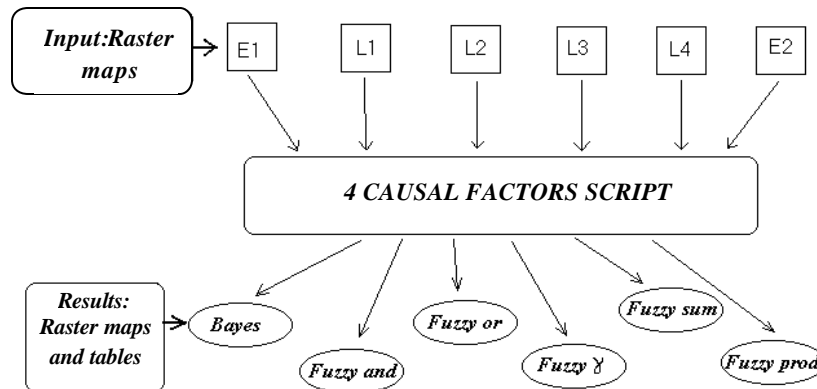 Input:Raster
maps
E1
L1
L2
L3
L4
E2
4 CAUSAL FACTORS SCRIPT
Results:
Raster maps
and tables
Bayes
Fuzzy and
Fuzzy or
Fuzzy ɣ
Fuzzy sum
Fuzzy prod